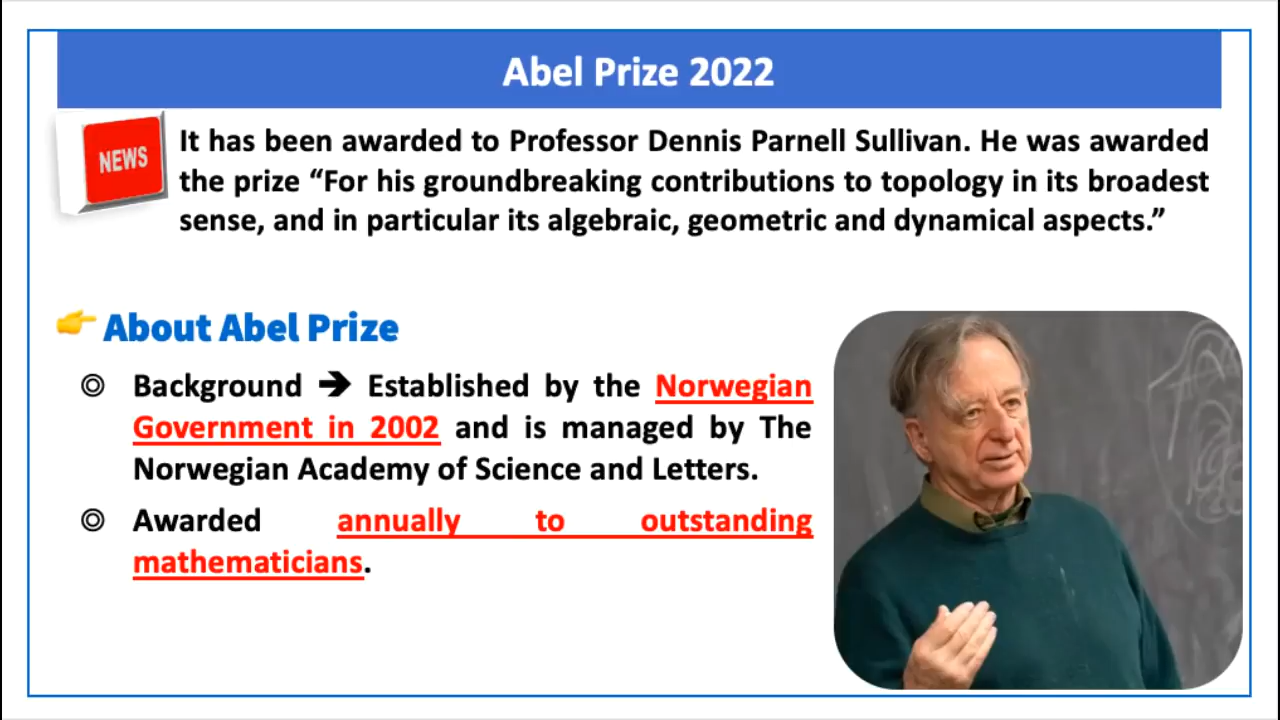 Abel Prize 2022
NEWS
It has been awarded to Professor Dennis Parnell Sullivan. He was awarded
the prize “For his groundbreaking contributions to topology in its broadest
sense, and in particular its algebraic, geometric and dynamical aspects.”
👉 About Abel Prize
◎ Background ➔ Established by the Norwegian
Government in 2002 and is managed by The
Norwegian Academy of Science and Letters.
◎ Awarded annually to outstanding
mathematicians.